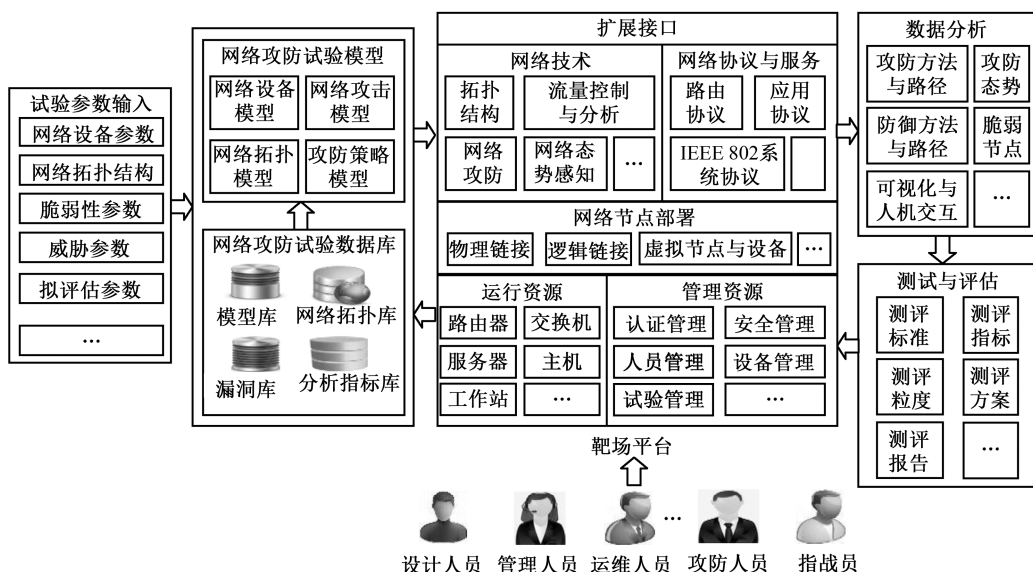 试验参数输入
网络设备参数
网络拓扑结构
脆弱性参数
威胁参数
拟评估参数
…
网络攻防试验模型
网络设备
模型
网络攻击
模型
网络拓扑
模型
攻防策略
模型
网络攻防试验数据库
模型库
网络拓扑库
漏洞库
分析指标库
扩展接口
网络技术
拓扑
结构
流量控制
与分析
网络
攻防
网络态
势感知
…
网络协议与服务
路由
协议
应用
协议
IEEE 802系
统协议
网络节点部署
物理链接
逻辑链接
虚拟节点与设备
…
运行资源
路由器
交换机
服务器
主机
工作站
…
管理资源
认证管理
安全管理
人员管理
设备管理
试验管理
…
靶场平台
数据分析
攻防方法
与路径
攻防
态势
防御方法
与路径
脆弱
节点
可视化与
人机交互
…
测试与评估
测评
标准
测评
指标
测评
粒度
测评
方案
测评
报告
…
…
设计人员
管理人员
运维人员
攻防人员
指战员